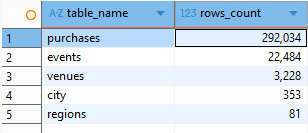 A-Z table_name 123 rows_count
1 purchases 292,034
2 events 22,484
3 venues 3,228
4 city 353
5 regions 81